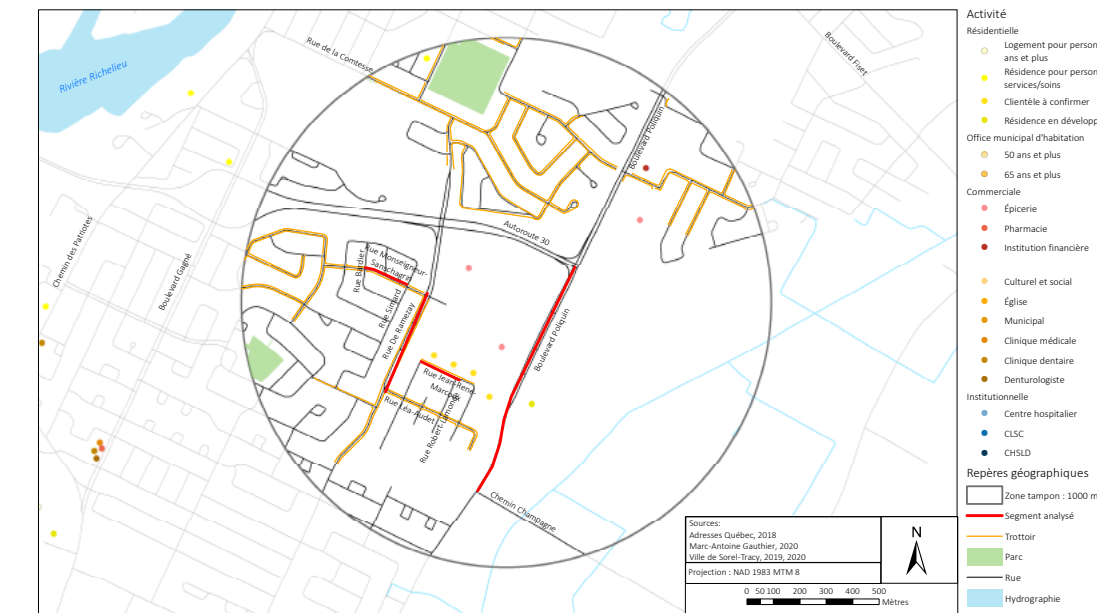 Rue de la Comtesse
Boulevard Fiset
Rivière Richelieu
Boulevard Poliquin
Chemin des Patriotes
Boulevard Gagné
Autoroute 30
Rue Monseigneur-
Sanschagrin
Rue Bardier
Rue Simard
Rue De Ramezay
Boulevard Poliquin
Rue Jean-René-
Rue Léa-Audet
Chemin Champagne
Activité
Résidentielle
Logement pour person
ans et plus
Résidence pour person
services/soins
Clientèle à confirmer
Résidence en dévelop
Office municipal d'habitation
50 ans et plus
65 ans et plus
Commerciale
Épicerie
Pharmacie
Institution financière
Culturel et social
Église
Municipal
Clinique médicale
Clinique dentaire
Denturologiste
Institutionnelle
Centre hospitalier
CLSC
CHSLD
Repères géographiques
Zone tampon : 1000 m
Segment analysé
Trottoir
Parc
Rue
Hydrographie
Sources:
Adresses Québec, 2018
Marc-Antoine Gauthier, 2020
Ville de Sorel-Tracy, 2019, 2020
Projection : NAD 1983 MTM 8
N
0 50 100 200 300 400 500
Mètres